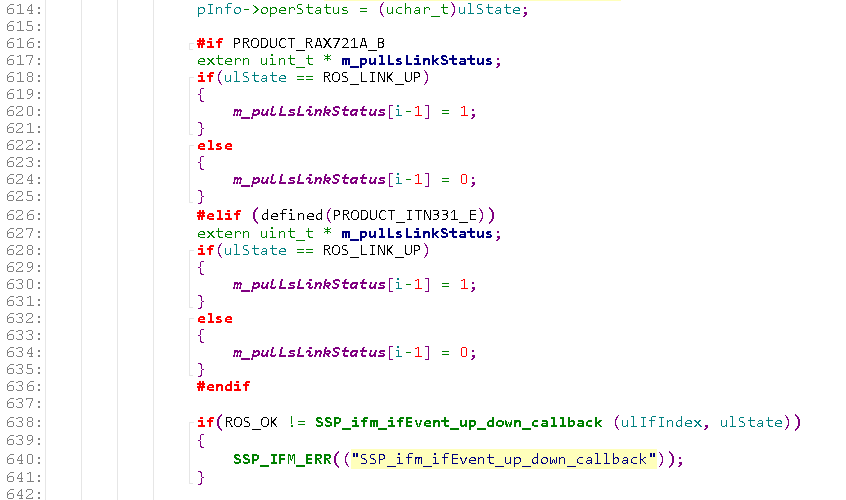 614: pInfo->operStatus = (uchar_t)ulState;
615:
616: #if PRODUCT_RAX721A_B
617: extern uint_t * m_pulLsLinkStatus;
618: if(ulState == ROS_LINK_UP)
619: {
620: m_pulLsLinkStatus[i-1] = 1;
621: }
622: else
623: {
624: m_pulLsLinkStatus[i-1] = 0;
625: }
626: #elif (defined(PRODUCT_ITN331_E))
627: extern uint_t * m_pulLsLinkStatus;
628: if(ulState == ROS_LINK_UP)
629: {
630: m_pulLsLinkStatus[i-1] = 1;
631: }
632: else
633: {
634: m_pulLsLinkStatus[i-1] = 0;
635: }
636: #endif
637:
638: if(ROS_OK != SSP_ifm_ifEvent_up_down_callback (ulIfIndex, ulState))
639: {
640: SSP_IFM_ERR(("SSP_ifm_ifEvent_up_down_callback"));
641: }
642: